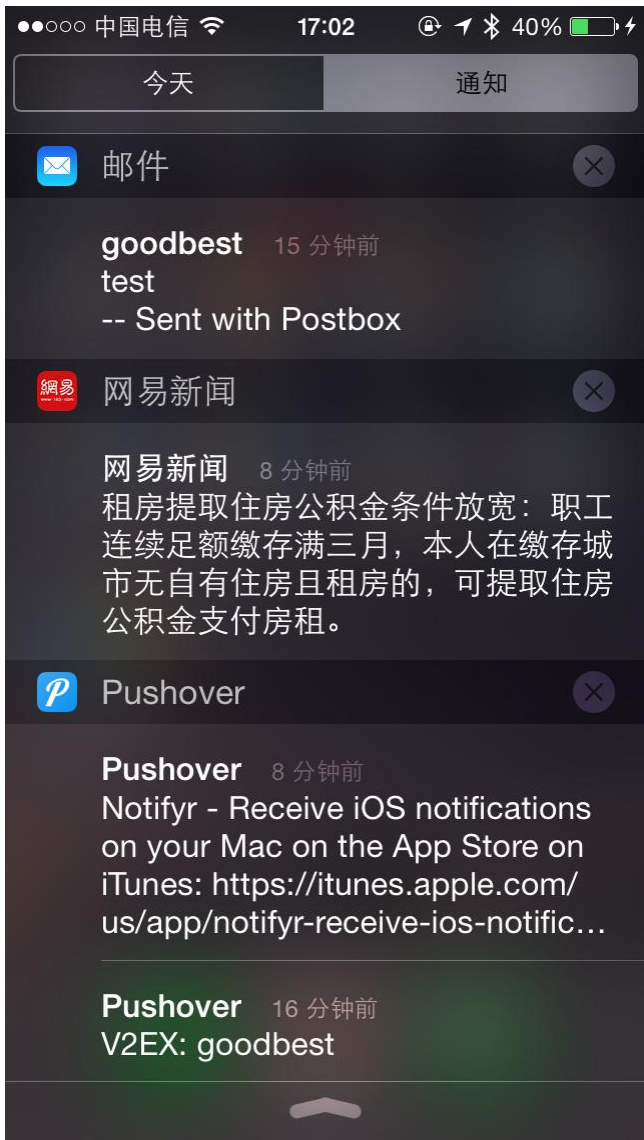 中国电信 17:02 40%
今天 通知
邮件
goodbest 15 分钟前
test
-- Sent with Postbox
網易 网易新闻
www.163.com
网易新闻 8 分钟前
租房提取住房公积金条件放宽：职工
连续足额缴存满三月，本人在缴存城
市无自有住房且租房的，可提取住房
公积金支付房租。
Pushover
Pushover 8 分钟前
Notifyr - Receive iOS notifications
on your Mac on the App Store on
iTunes: https://itunes.apple.com/
us/app/notifyr-receive-ios-notific...
Pushover 16 分钟前
V2EX: goodbest